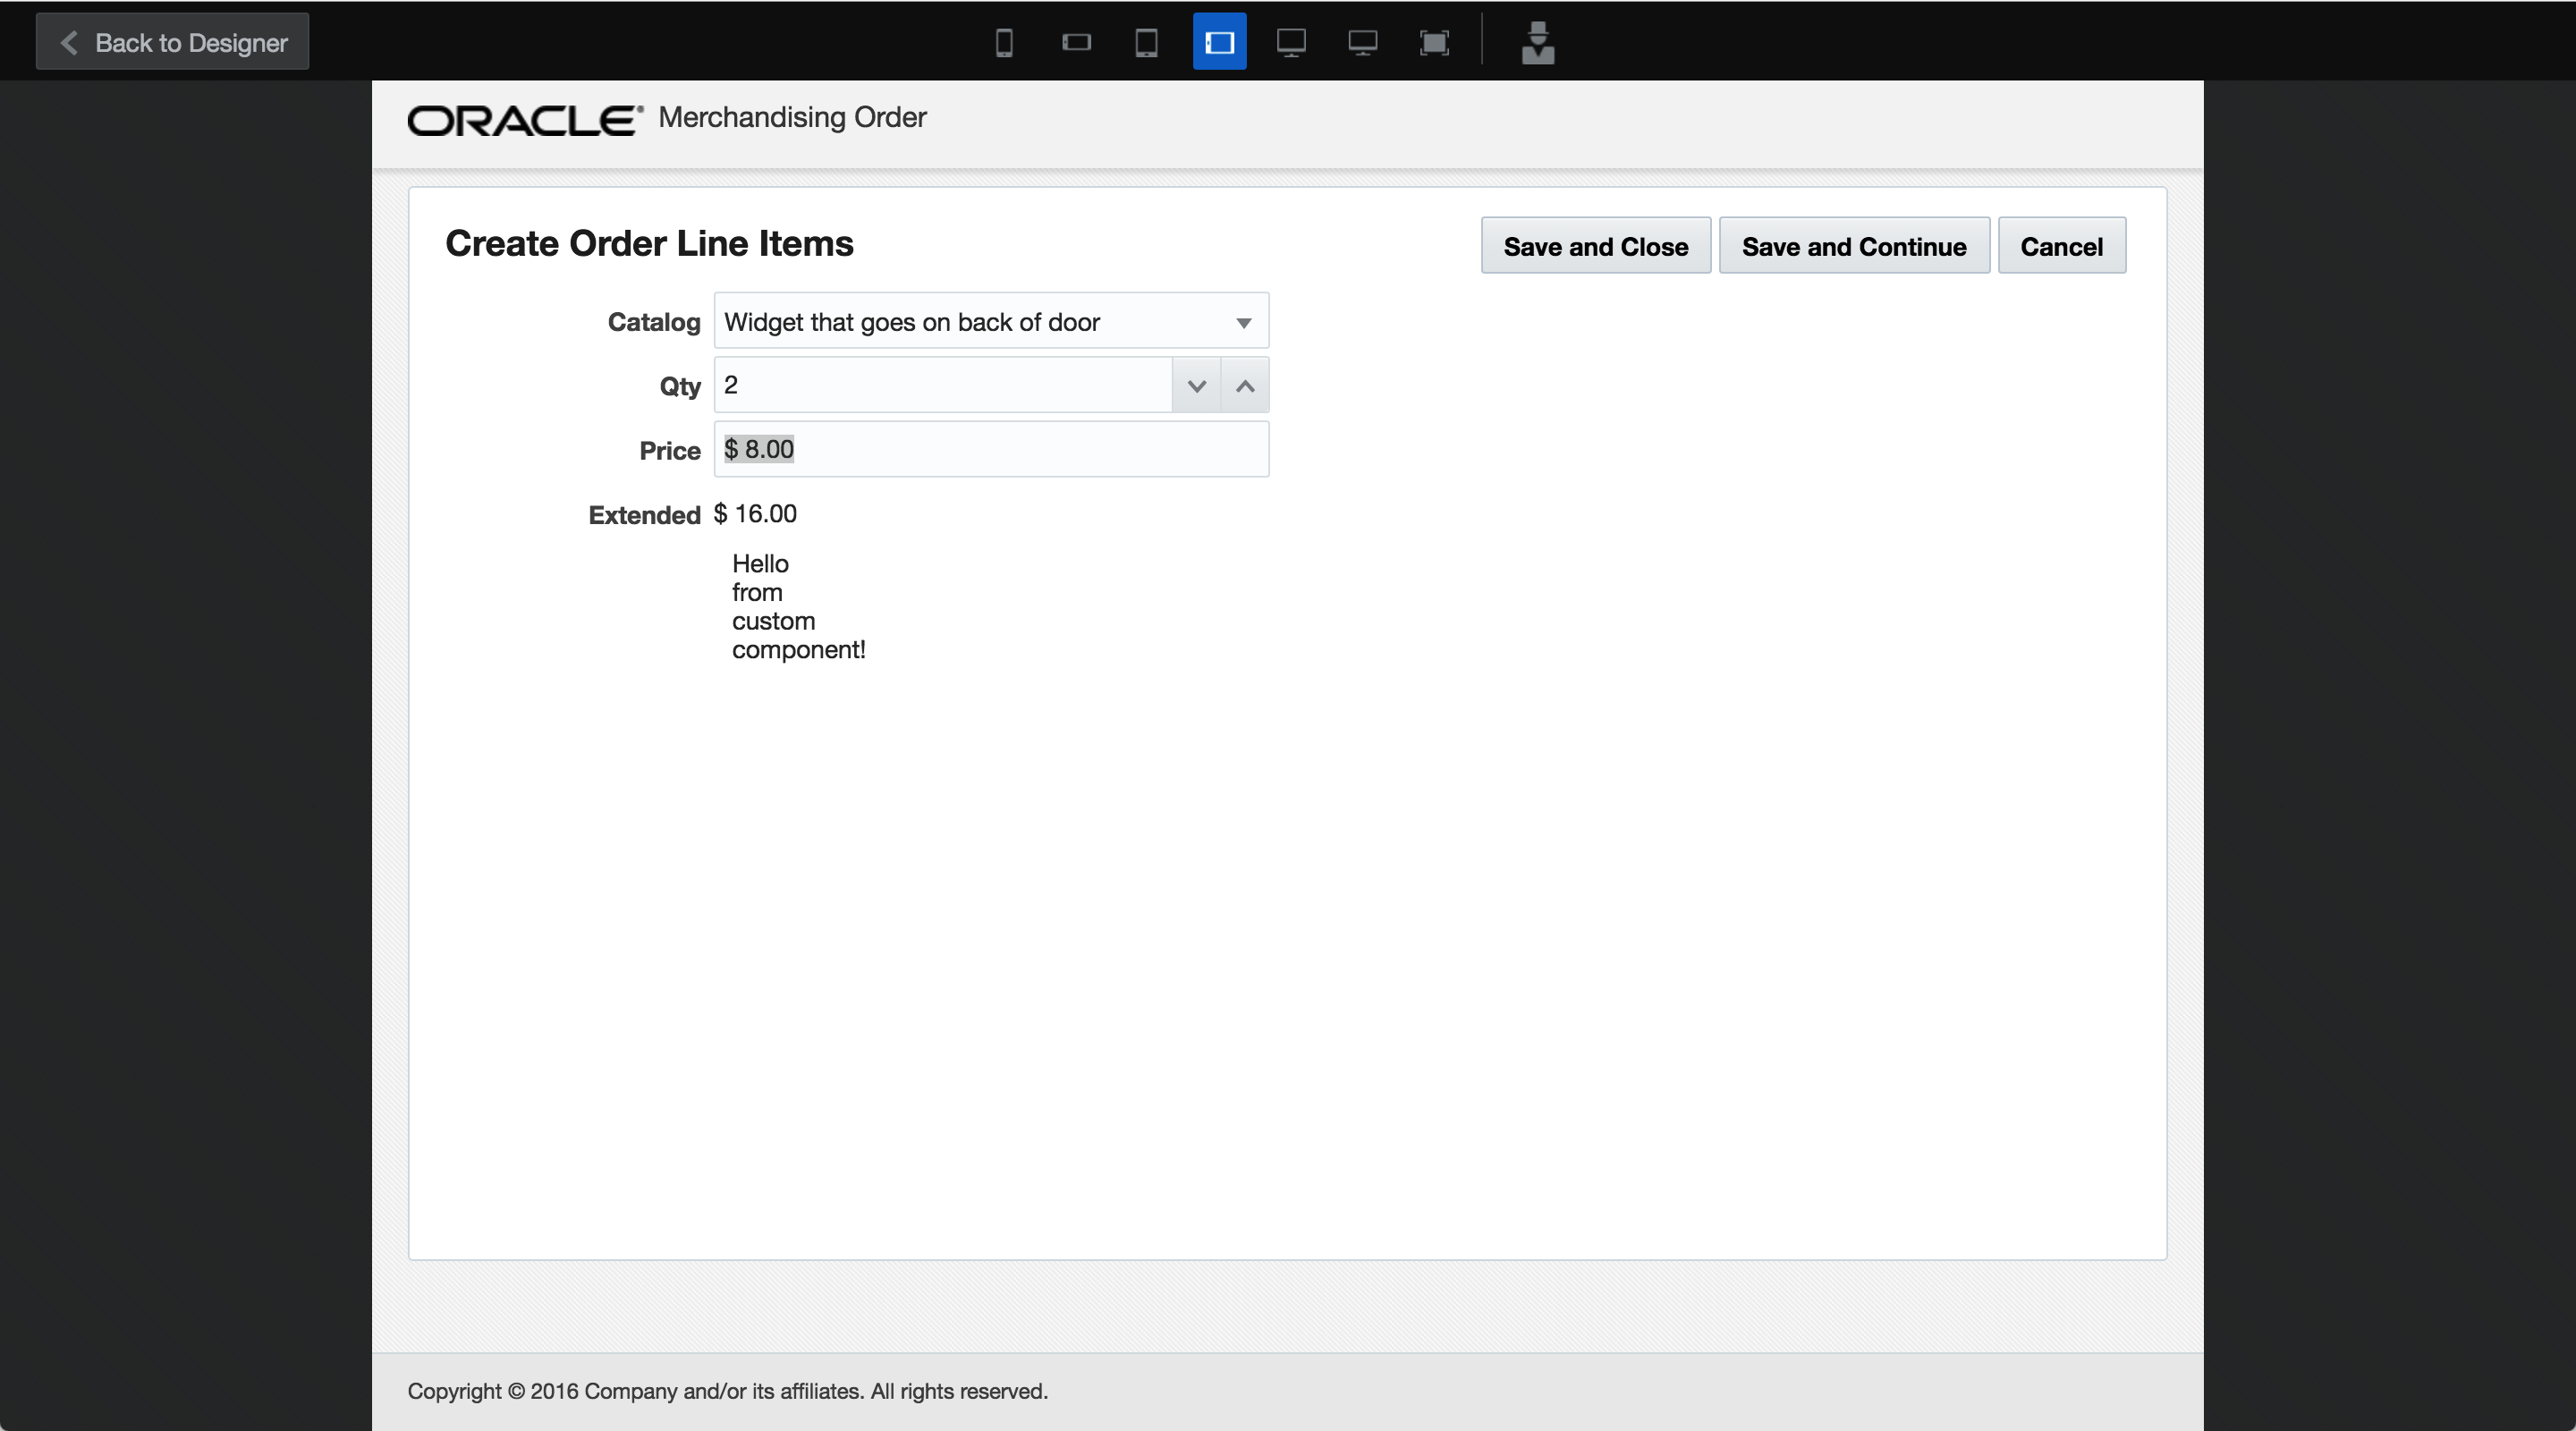 Back to Designer
ORACLE® Merchandising Order
Create Order Line Items
Save and Close
Save and Continue
Cancel
Catalog Widget that goes on back of door
Qty 2
Price $ 8.00
Extended $ 16.00
Hello
from
custom
component!
Copyright © 2016 Company and/or its affiliates. All rights reserved.